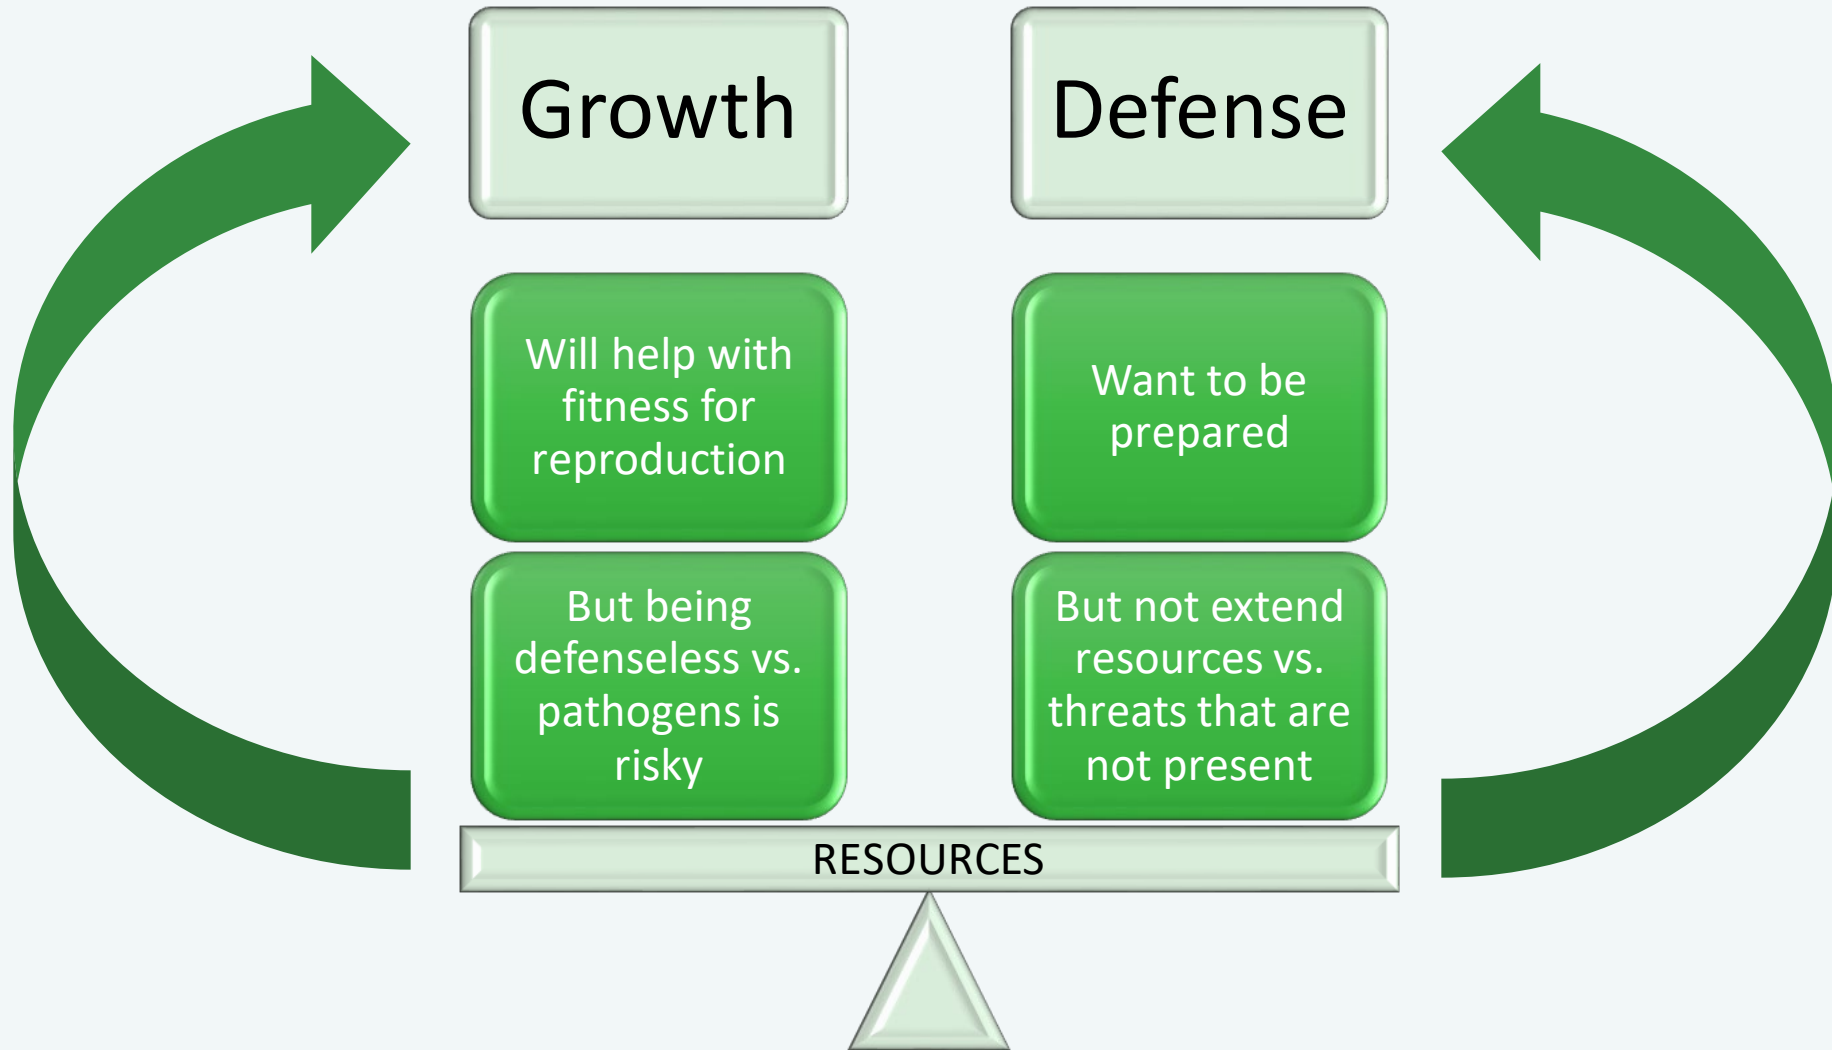 Growth
Defense
Will help with
fitness for
reproduction
Want to be
prepared
But being
defenseless vs.
pathogens is
risky
But not extend
resources vs.
threats that are
not present
RESOURCES